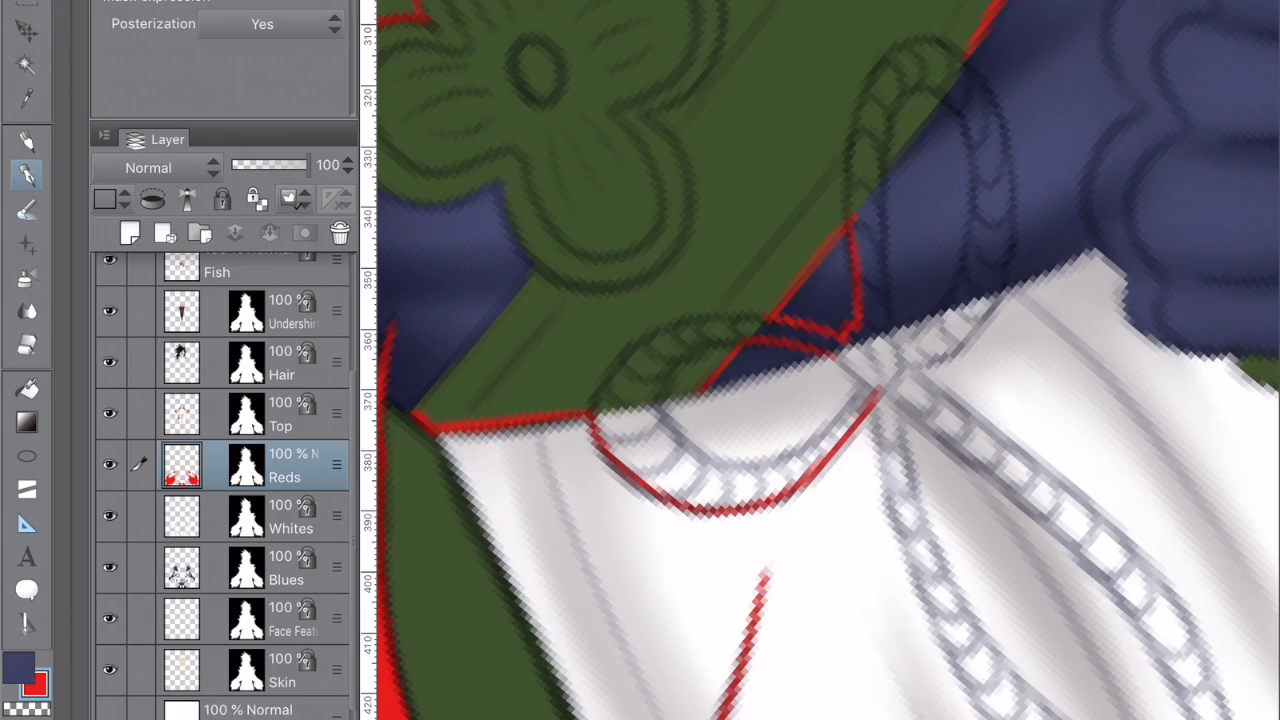 Posterization Yes
Layer
Normal 100
Fish
100 %
Undershir
100 %
Hair
100 %
Top
100 % N
Reds
100 %
Whites
100 %
Blues
100 %
Face Feat
100 %
Skin
100 % Normal
310
320
330
340
350
360
370
380
390
400
410
420